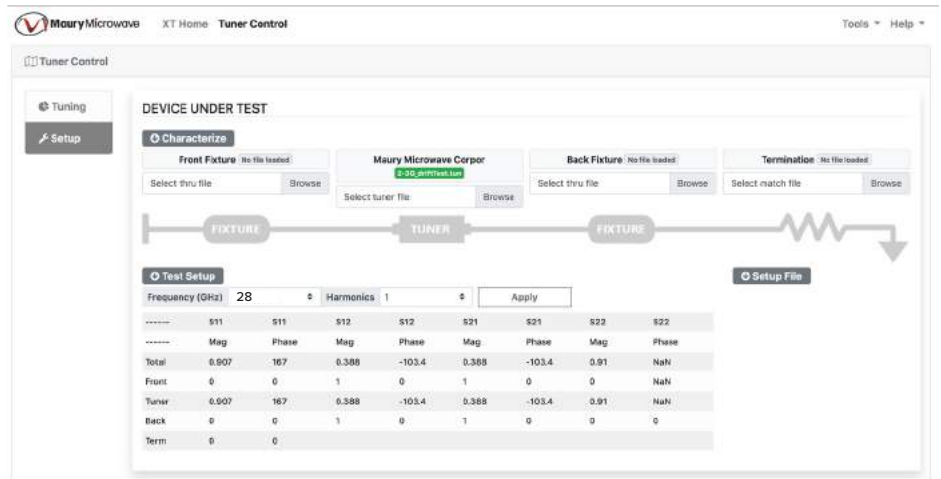 Maury Microwave XT Home Tuner Control Tools Help
Tuner Control
Tuning
Setup
DEVICE UNDER TEST
Characterize
Front Fixture No file loaded
Select thru file Browse
Maury Microwave Corpor
2-3G_driftTest.tun
Select tuner file Browse
Back Fixture No file loaded
Select thru file Browse
Termination No file loaded
Select match file Browse
FIXTURE TUNER FIXTURE
Test Setup Setup File
Frequency (GHz) 28 Harmonics 1 Apply
------ S11 S11 S12 S12 S21 S21 S22 S22
------ Mag Phase Mag Phase Mag Phase Mag Phase
Total 0.907 167 0.388 -103.4 0.388 -103.4 0.91 NaN
Front 0 0 1 0 1 0 0 NaN
Tuner 0.907 167 0.388 -103.4 0.388 -103.4 0.91 NaN
Back 0 0 1 0 1 0 0 0
Term 0 0